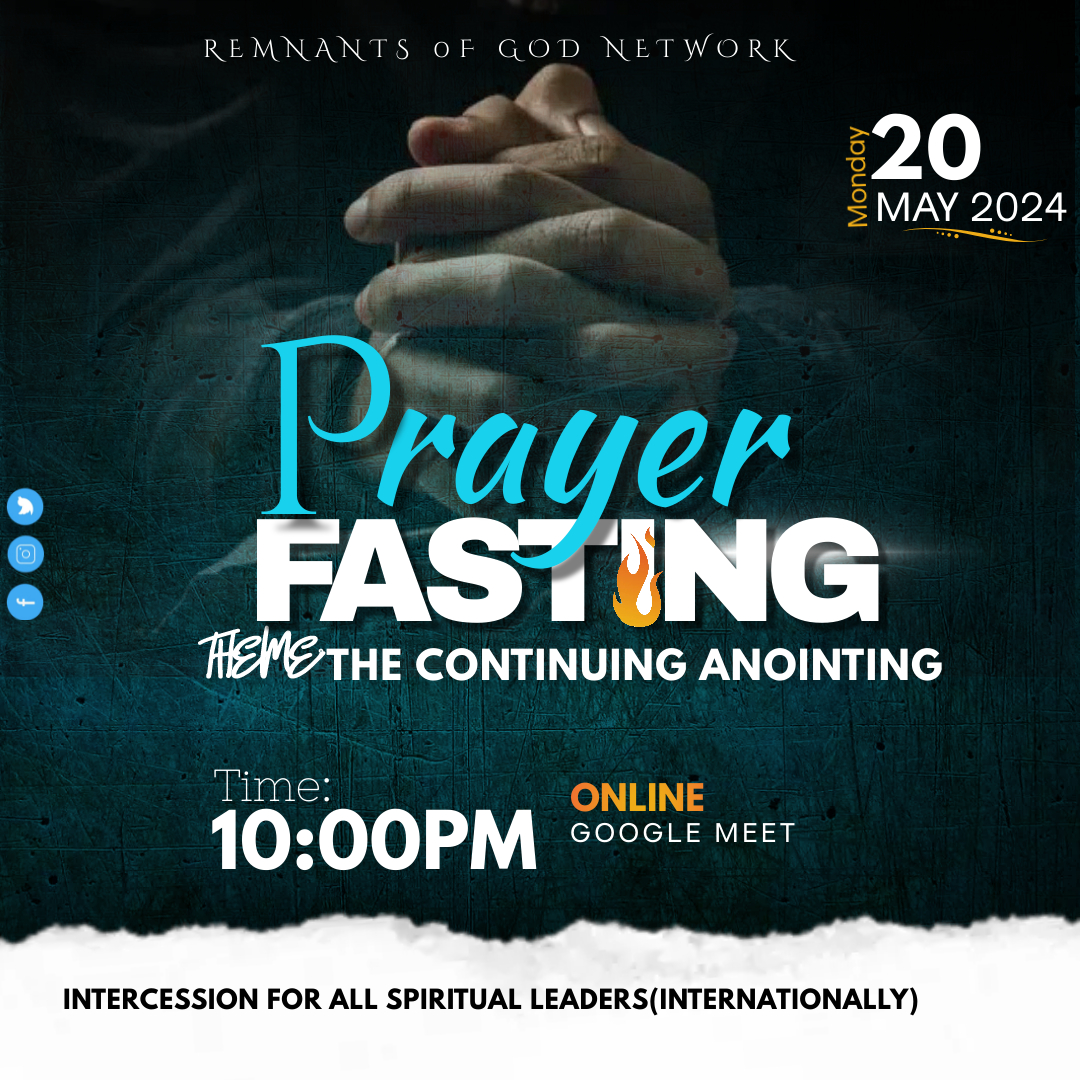 REMNANTS OF GOD NETWORK
Monday
20
MAY 2024
Prayer
FASTING
THEME THE CONTINUING ANOINTING
Time:
10:00PM
ONLINE
GOOGLE MEET
INTERCESSION FOR ALL SPIRITUAL LEADERS(INTERNATIONALLY)